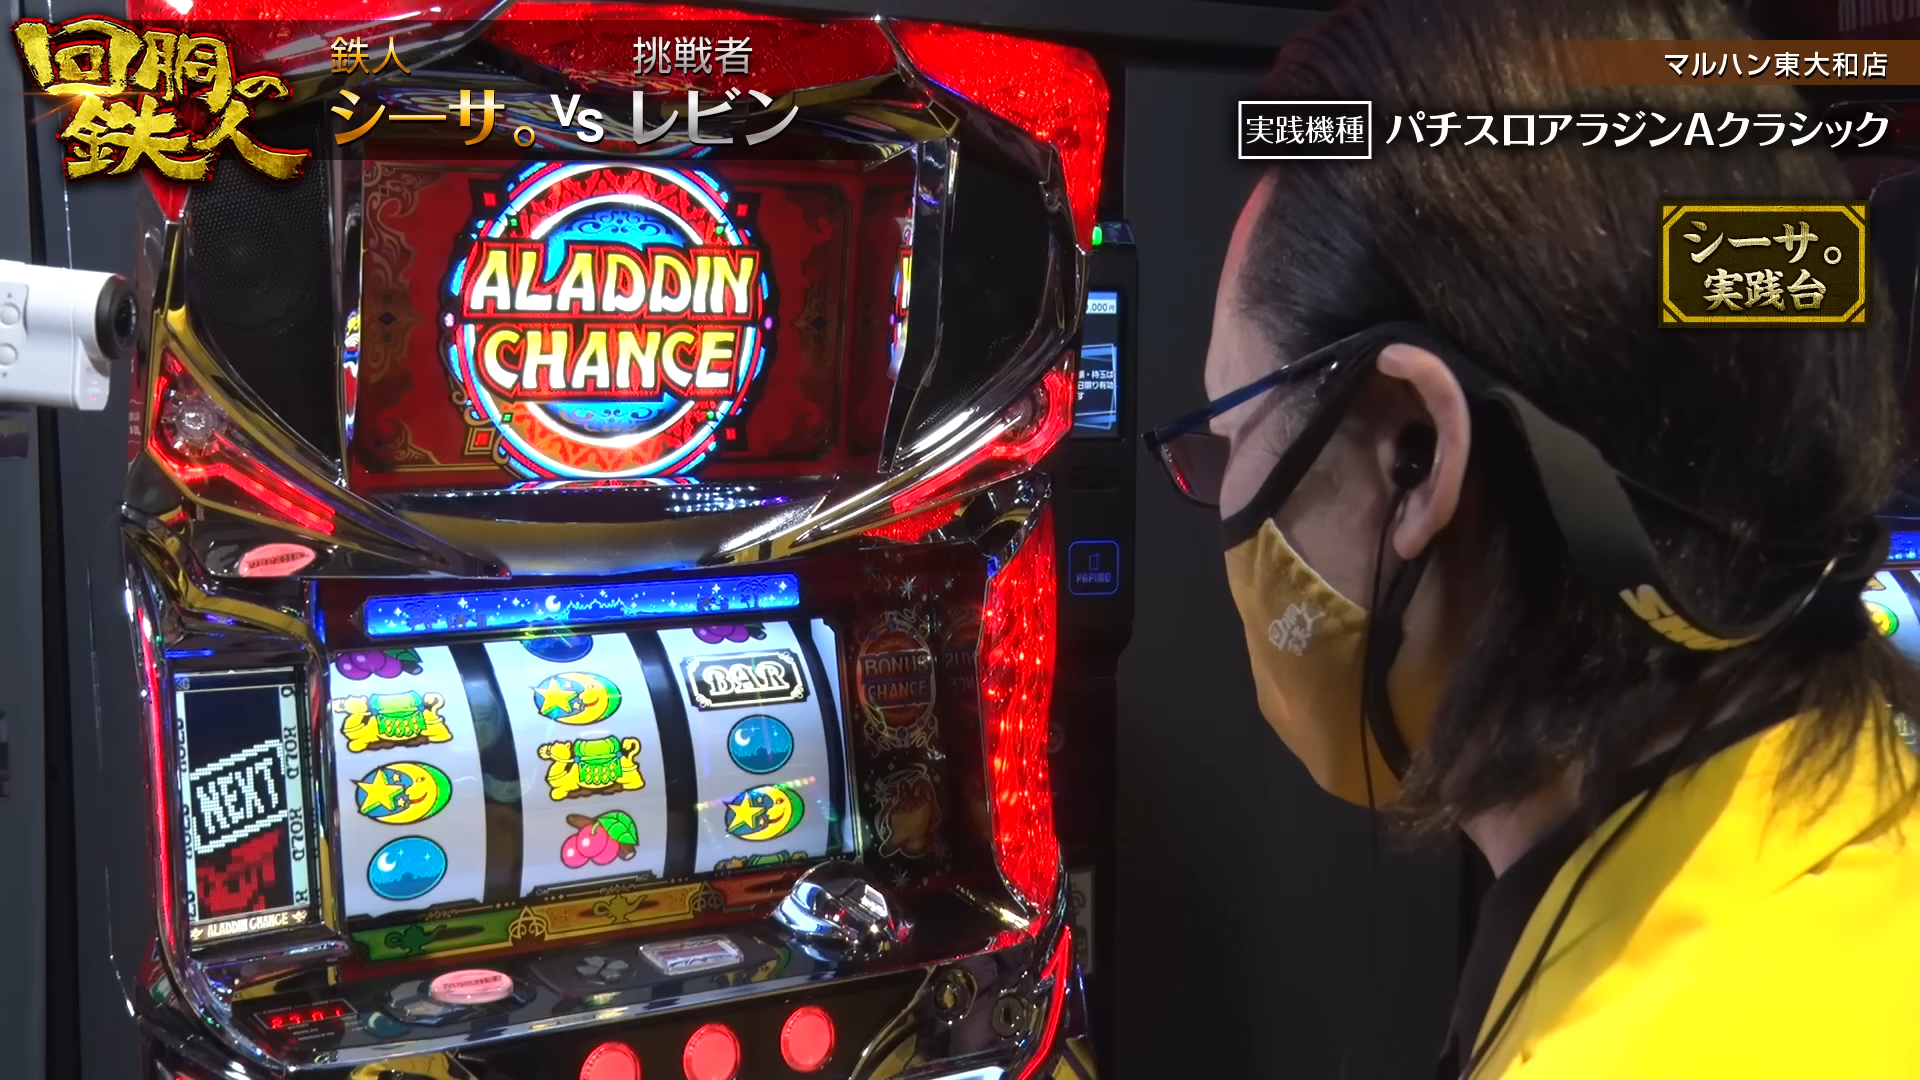 回胴の
鉄人
鉄人
シーサ。
Vs
挑戦者
レビン
マルハン東大和店
実践機種
パチスロアラジンAクラシック
シーサ。
実践台
ALADDIN
CHANCE
BAR
BONUS
CHANCE
NEXT
ALADDIN CHANCE
PAPIMO